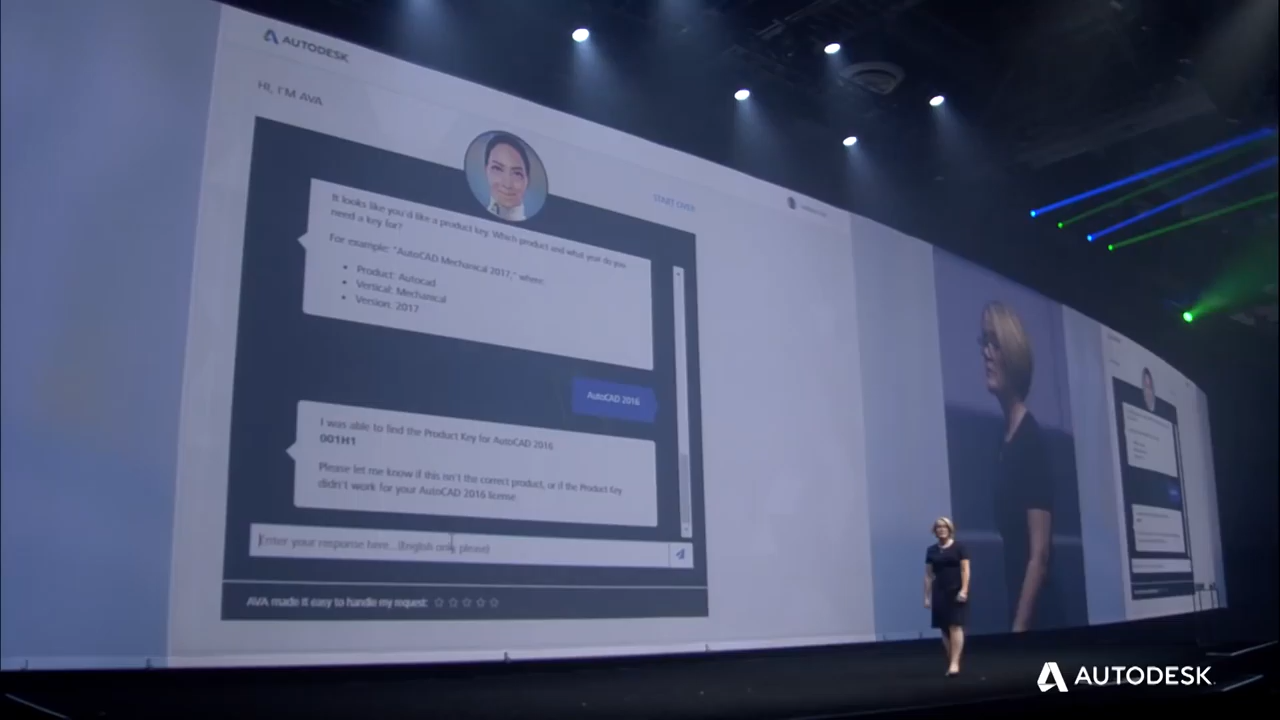 AUTODESK
HI, I'M AVA
START OVER
It looks like you'd like a product key. Which product and what year do you
need a key for?
For example: "AutoCAD Mechanical 2017," where:
• Product: Autocad
• Vertical: Mechanical
• Version: 2017
AutoCAD 2016
I was able to find the Product Key for AutoCAD 2016
001H1
Please let me know if this isn't the correct product, or if the Product Key
didn't work for your AutoCAD 2016 license.
Enter your response here...(English only please)
AVA made it easy to handle my request:
AUTODESK